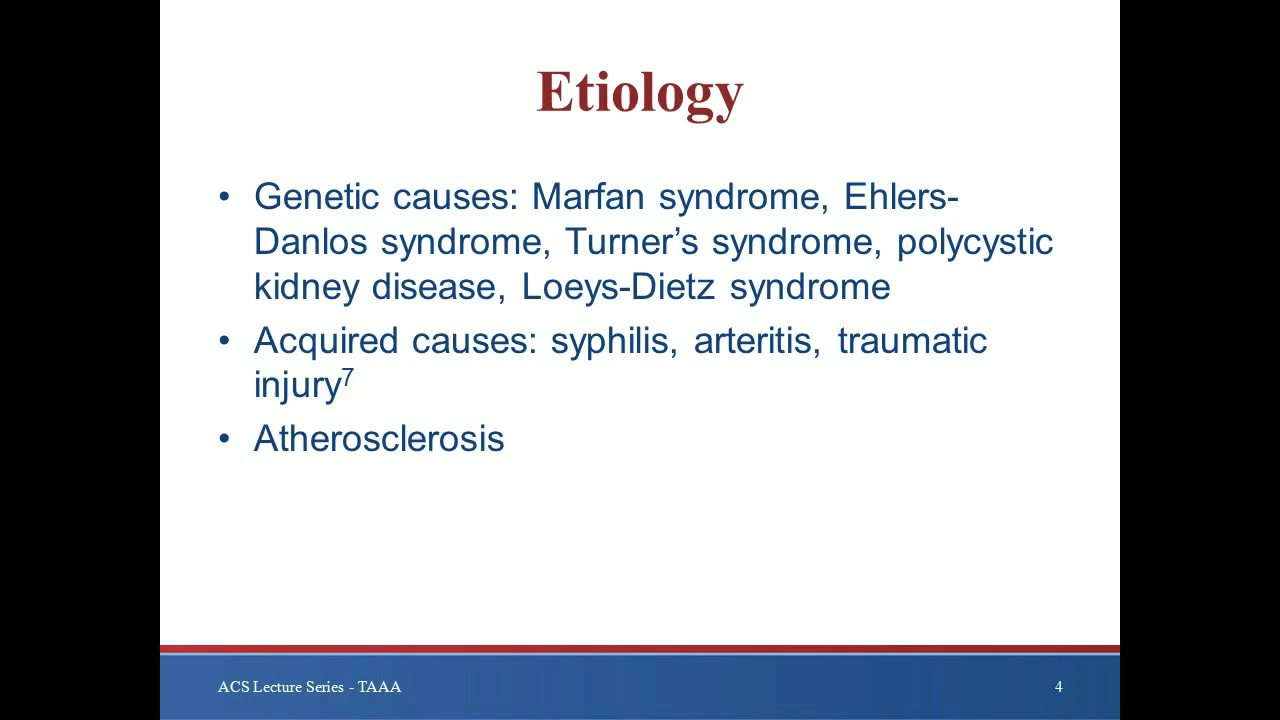 Etiology
• Genetic causes: Marfan syndrome, Ehlers-
Danlos syndrome, Turner’s syndrome, polycystic
kidney disease, Loeys-Dietz syndrome
• Acquired causes: syphilis, arteritis, traumatic
injury⁷
• Atherosclerosis
ACS Lecture Series - TAAA
4